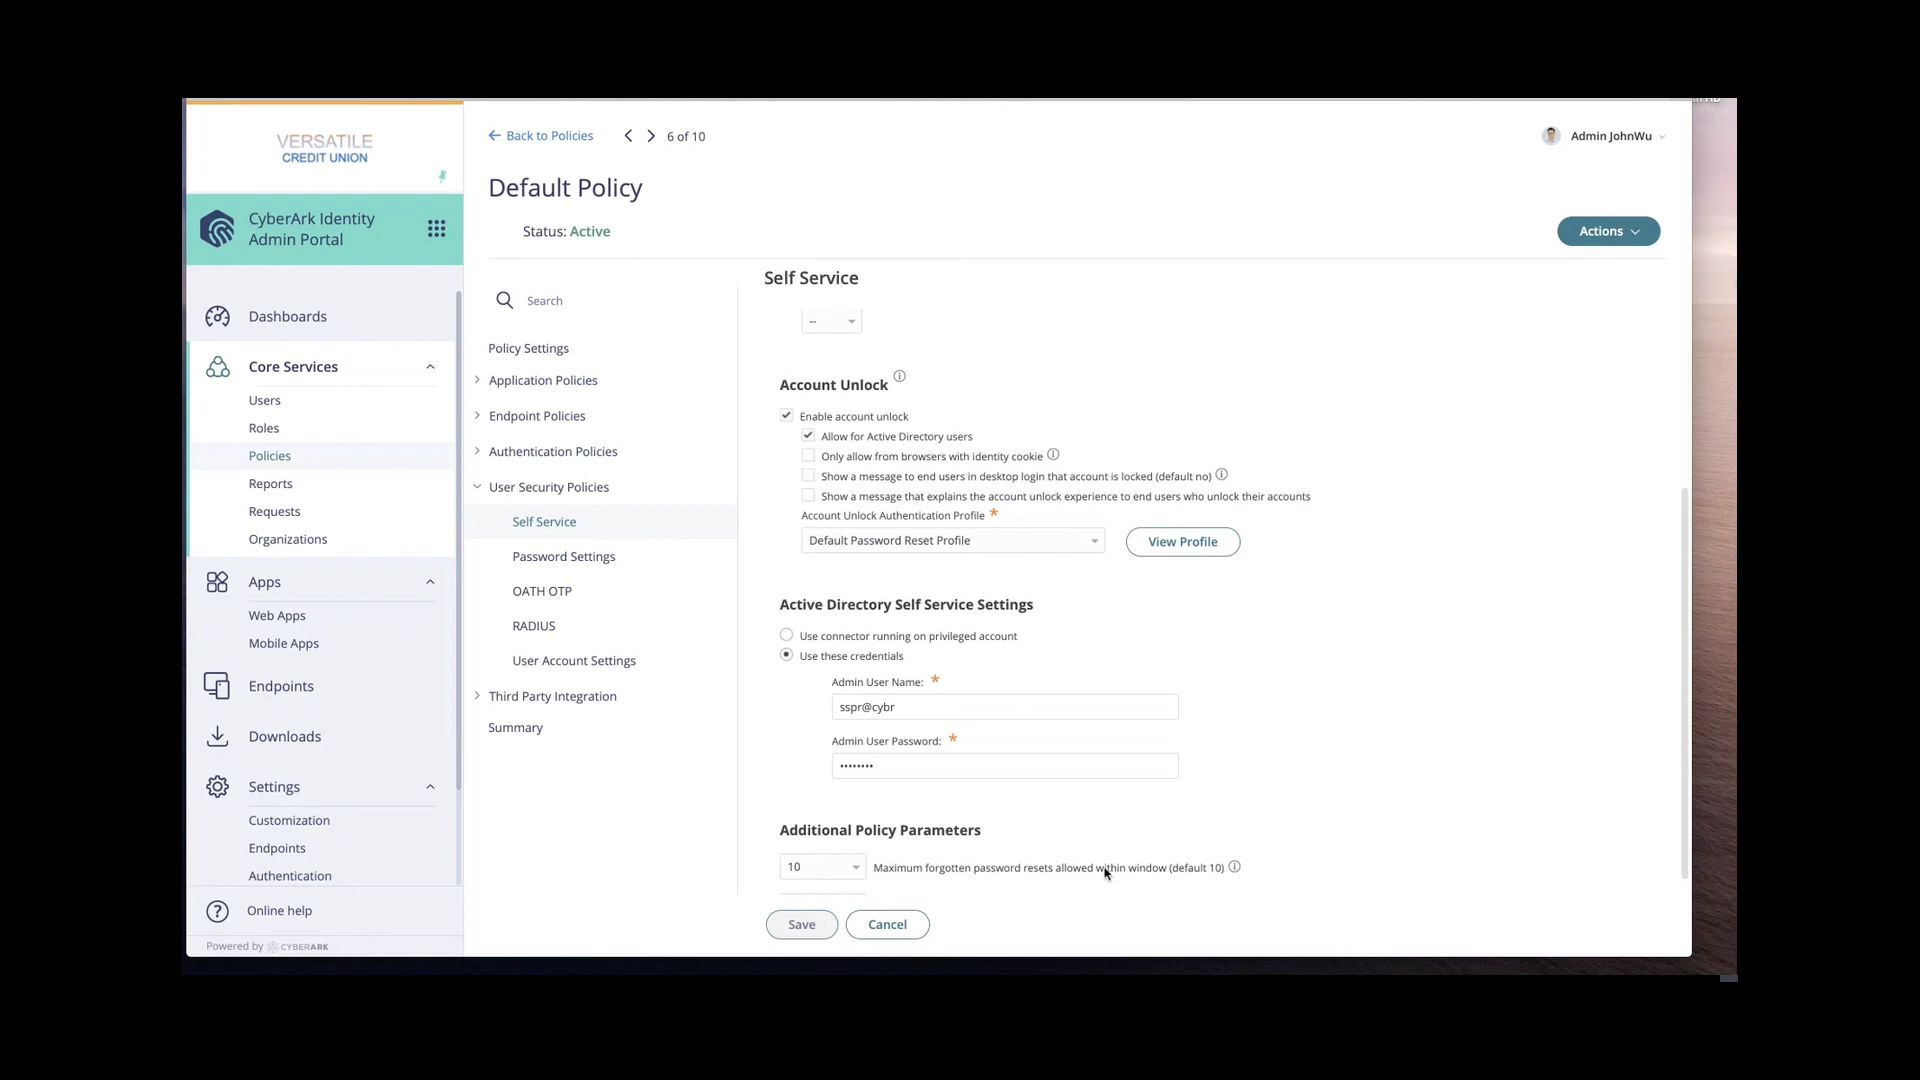 VERSATILE
CREDIT UNION
CyberArk Identity
Admin Portal
Dashboards
Core Services
Users
Roles
Policies
Reports
Requests
Organizations
Apps
Web Apps
Mobile Apps
Endpoints
Downloads
Settings
Customization
Endpoints
Authentication
Online help
Powered by CYBERARK
Back to Policies
6 of 10
Admin JohnWu
Default Policy
Status: Active
Actions
Search
Policy Settings
Application Policies
Endpoint Policies
Authentication Policies
User Security Policies
Self Service
Password Settings
OATH OTP
RADIUS
User Account Settings
Third Party Integration
Summary
Self Service
--
Account Unlock
Enable account unlock
Allow for Active Directory users
Only allow from browsers with identity cookie
Show a message to end users in desktop login that account is locked (default no)
Show a message that explains the account unlock experience to end users who unlock their accounts
Account Unlock Authentication Profile *
Default Password Reset Profile
View Profile
Active Directory Self Service Settings
Use connector running on privileged account
Use these credentials
Admin User Name: *
sspr@cybr
Admin User Password: *
••••••••
Additional Policy Parameters
10 Maximum forgotten password resets allowed within window (default 10)
Save
Cancel